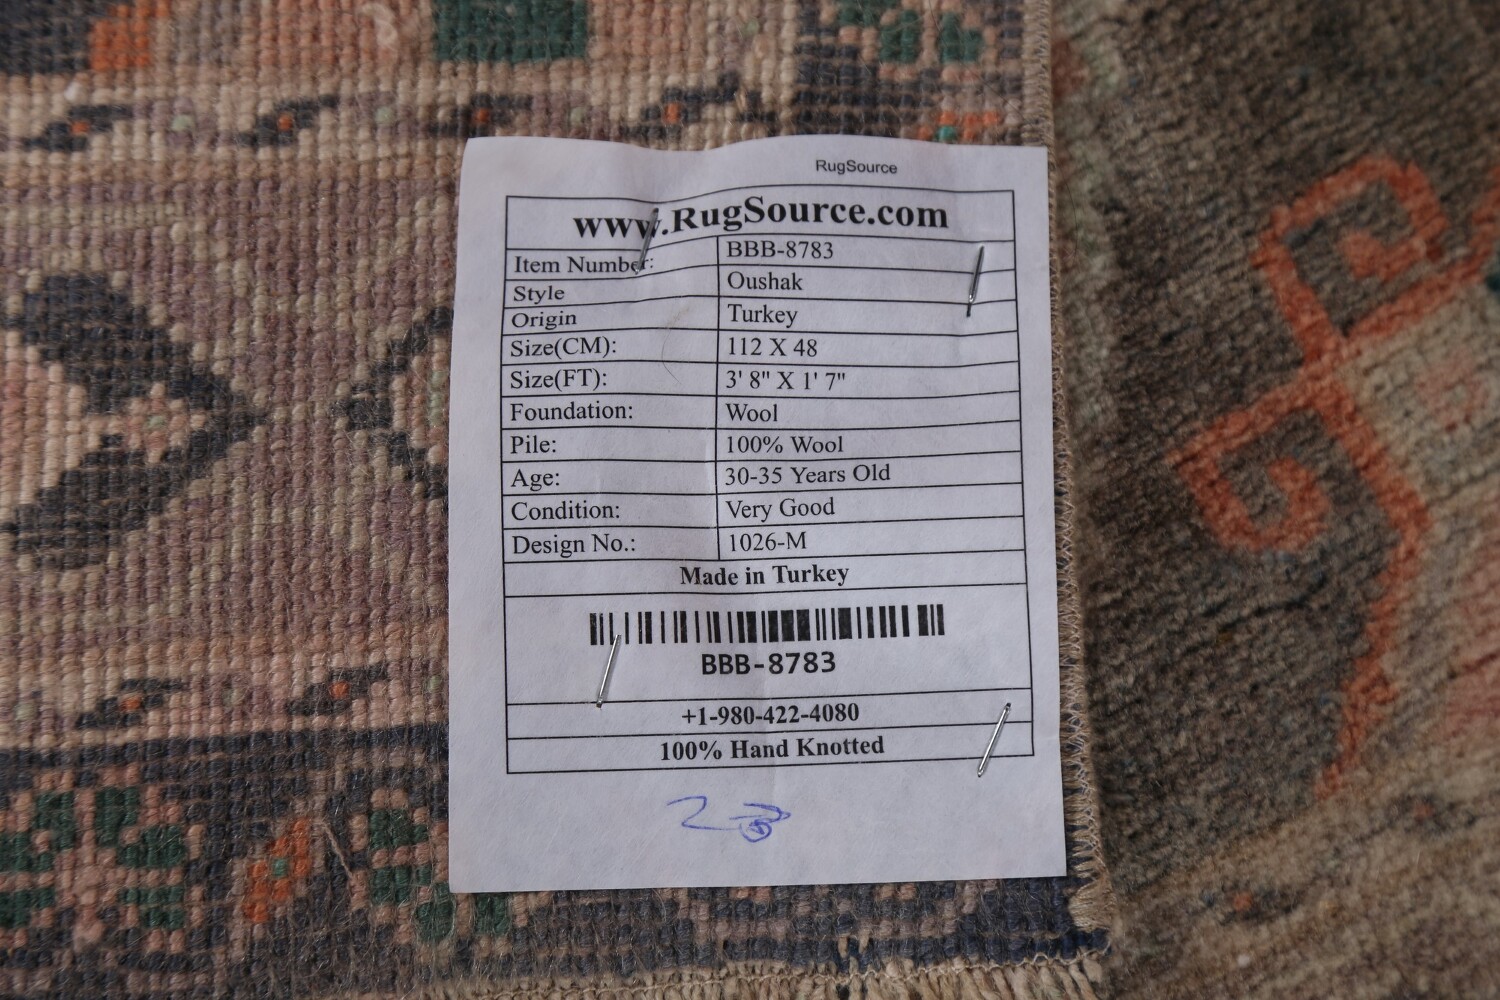 RugSource
www.RugSource.com
Item Number: BBB-8783
Style Oushak
Origin Turkey
Size(CM): 112 X 48
Size(FT): 3' 8" X 1' 7"
Foundation: Wool
Pile: 100% Wool
Age: 30-35 Years Old
Condition: Very Good
Design No.: 1026-M
Made in Turkey
BBB-8783
+1-980-422-4080
100% Hand Knotted